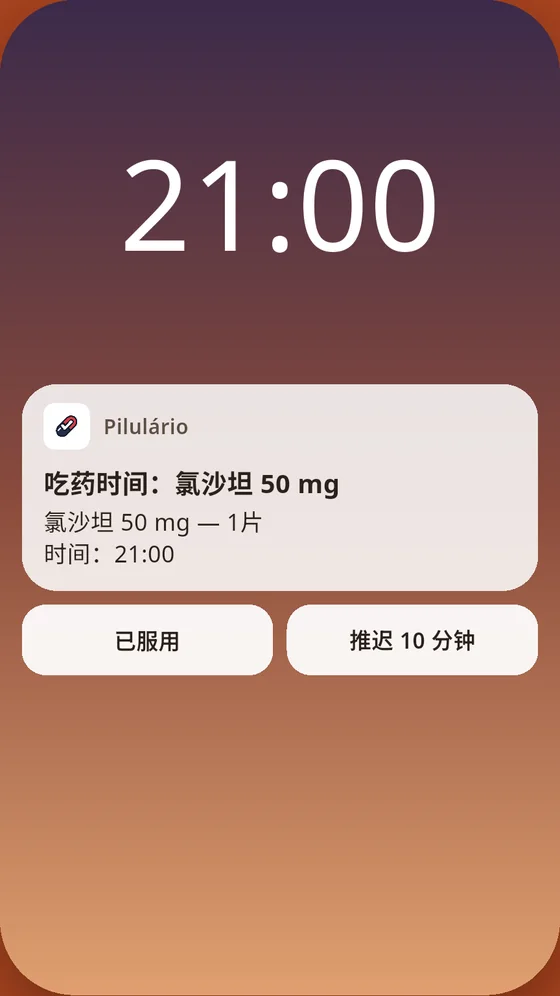 21:00
Pilulário
吃药时间：氯沙坦 50 mg
氯沙坦 50 mg — 1片
时间：21:00
已服用
推迟 10 分钟